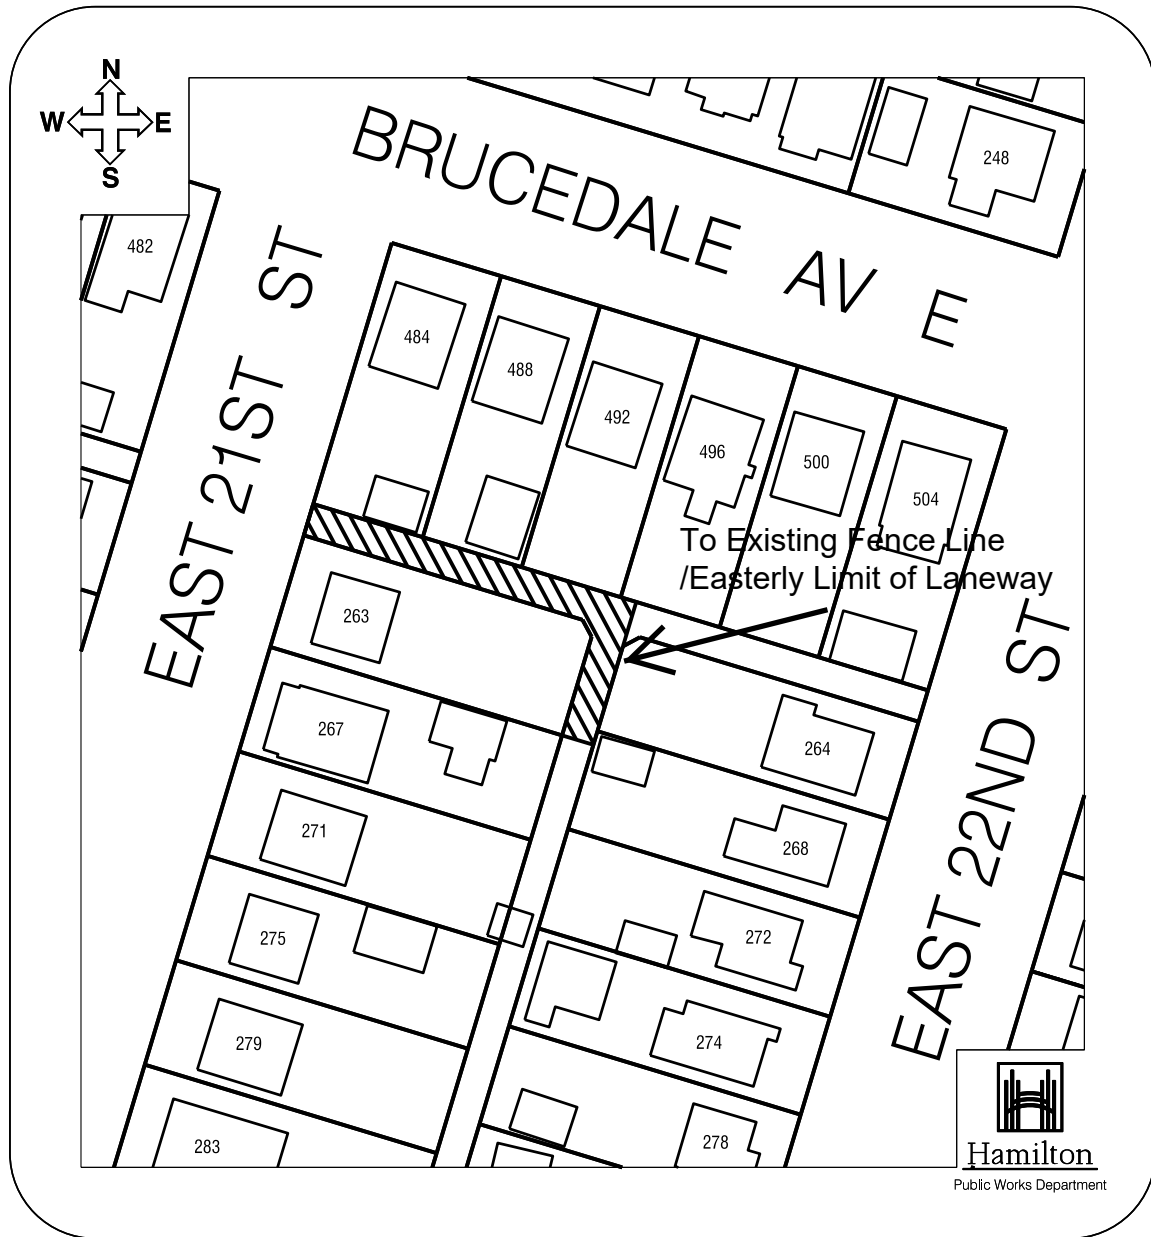 N
W E
S
BRUCEDALE AV E
248
482
EAST 21ST ST
484
488
492
496
500
504
To Existing Fence Line
/Easterly Limit of Laneway
263
267
264
271
268
275
272
279
274
283
278
EAST 22ND ST
Hamilton
Public Works Department